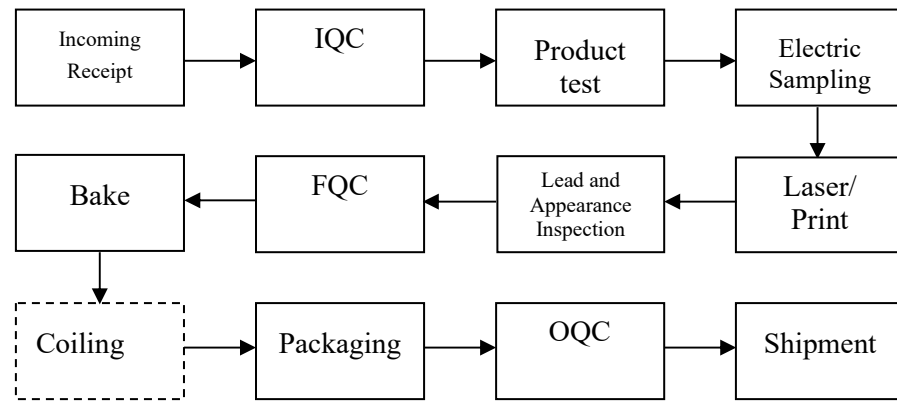 Incoming
Receipt
IQC
Product
test
Electric
Sampling
Bake
FQC
Lead and
Appearance
Inspection
Laser/
Print
Coiling
Packaging
OQC
Shipment